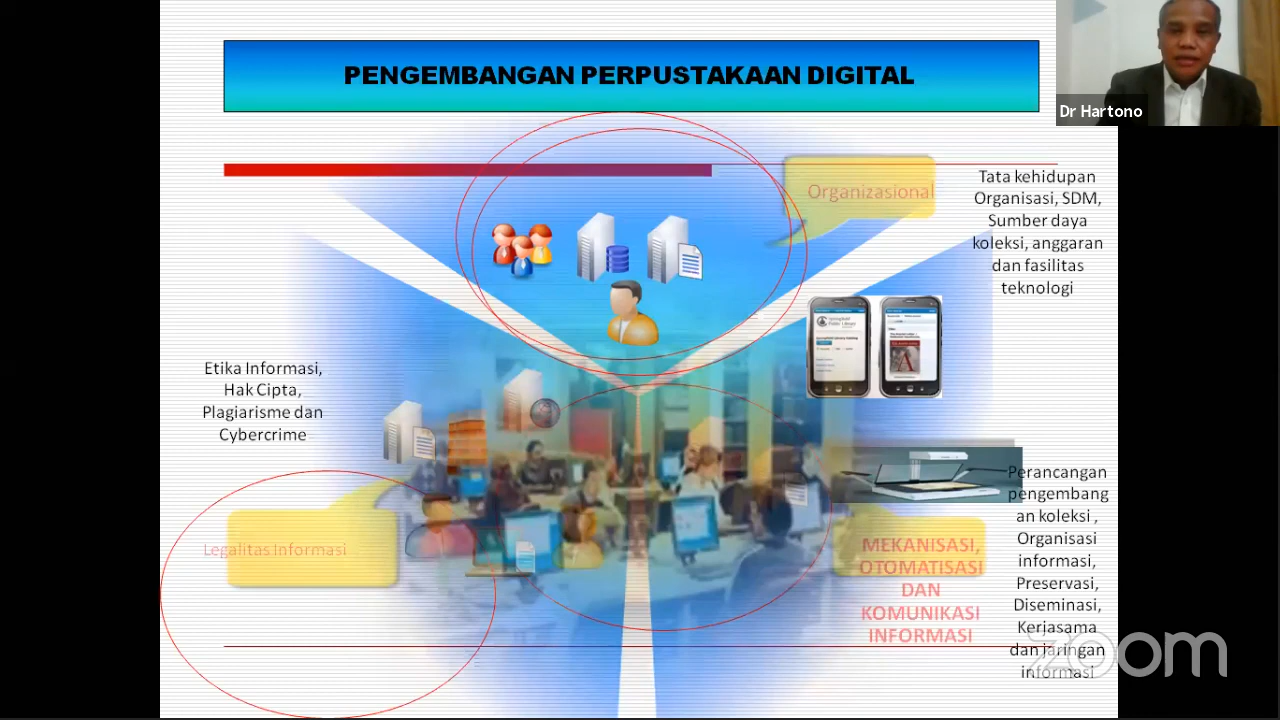 PENGEMBANGAN PERPUSTAKAAN DIGITAL
Dr Hartono
Organizasional
Tata kehidupan
Organisasi, SDM,
Sumber daya
koleksi, anggaran
dan fasilitas
teknologi
Etika Informasi,
Hak Cipta,
Plagiarisme dan
Cybercrime
Legalitas Informasi
MEKANISASI,
OTOMATISASI
DAN
KOMUNIKASI
INFORMASI
Perancangan
pengembang
an koleksi ,
Organisasi
informasi,
Preservasi,
Diseminasi,
Kerjasama
dan jaringan
informasi
zoom